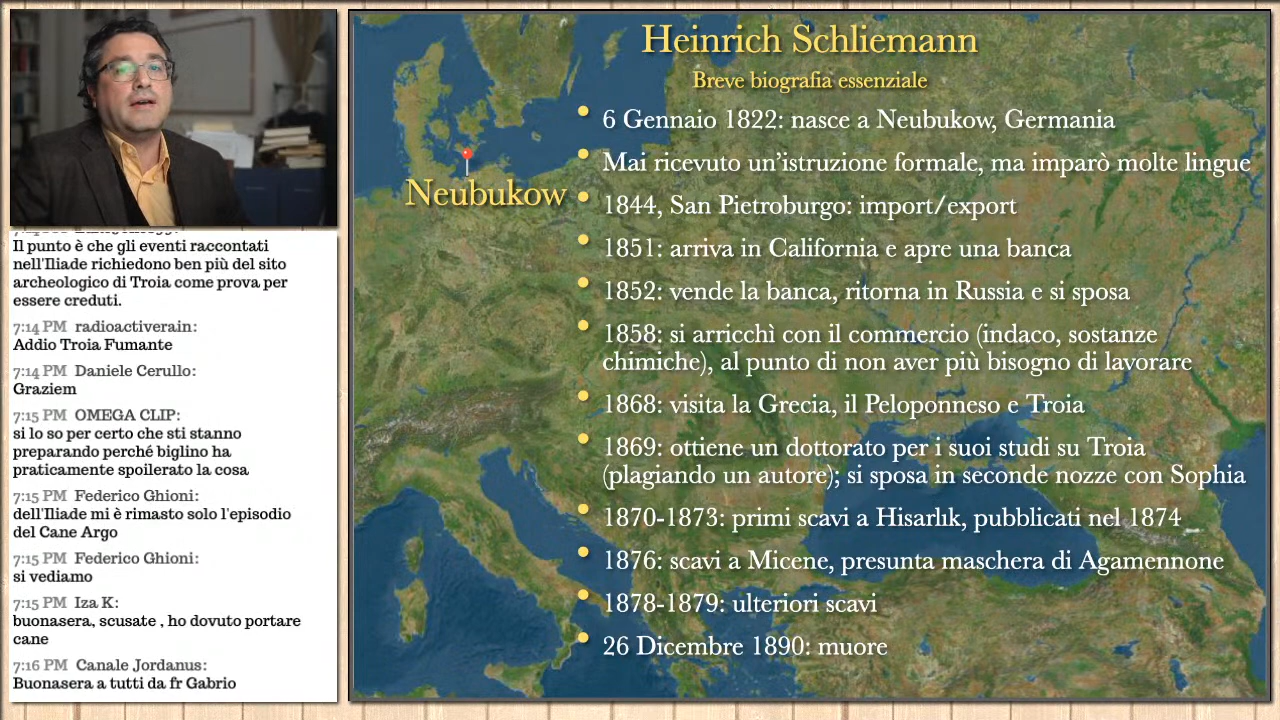 Heinrich Schliemann
Breve biografia essenziale
6 Gennaio 1822: nasce a Neubukow, Germania
Mai ricevuto un'istruzione formale, ma imparò molte lingue
1844, San Pietroburgo: import/export
1851: arriva in California e apre una banca
1852: vende la banca, ritorna in Russia e si sposa
1858: si arricchì con il commercio (indaco, sostanze
chimiche), al punto di non aver più bisogno di lavorare
1868: visita la Grecia, il Peloponneso e Troia
1869: ottiene un dottorato per i suoi studi su Troia
(plagiando un autore); si sposa in seconde nozze con Sophia
1870-1873: primi scavi a Hisarlık, pubblicati nel 1874
1876: scavi a Micene, presunta maschera di Agamennone
1878-1879: ulteriori scavi
26 Dicembre 1890: muore
Neubukow
Il punto è che gli eventi raccontati
nell'Iliade richiedono ben più del sito
archeologico di Troia come prova per
essere creduti.
7:14 PM radioactiverain:
Addio Troia Fumante
7:14 PM Daniele Cerullo:
Graziem
7:15 PM OMEGA CLIP:
si lo so per certo che sti stanno
preparando perché biglino ha
praticamente spoilerato la cosa
7:15 PM Federico Ghioni:
dell'Iliade mi è rimasto solo l'episodio
del Cane Argo
7:15 PM Federico Ghioni:
si vediamo
7:15 PM Iza K:
buonasera, scusate , ho dovuto portare
cane
7:16 PM Canale Jordanus:
Buonasera a tutti da fr Gabrio